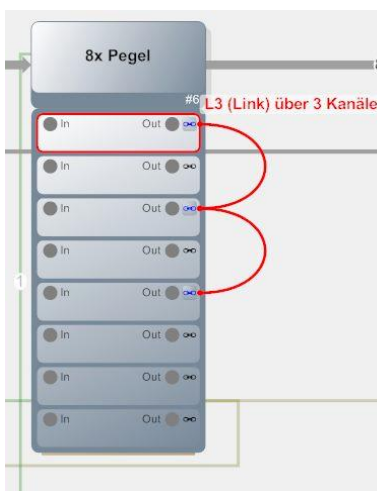 8x Pegel
#6
L3 (Link) über 3 Kanäle
In Out
In Out
In Out
In Out
1
In Out
In Out
In Out
In Out